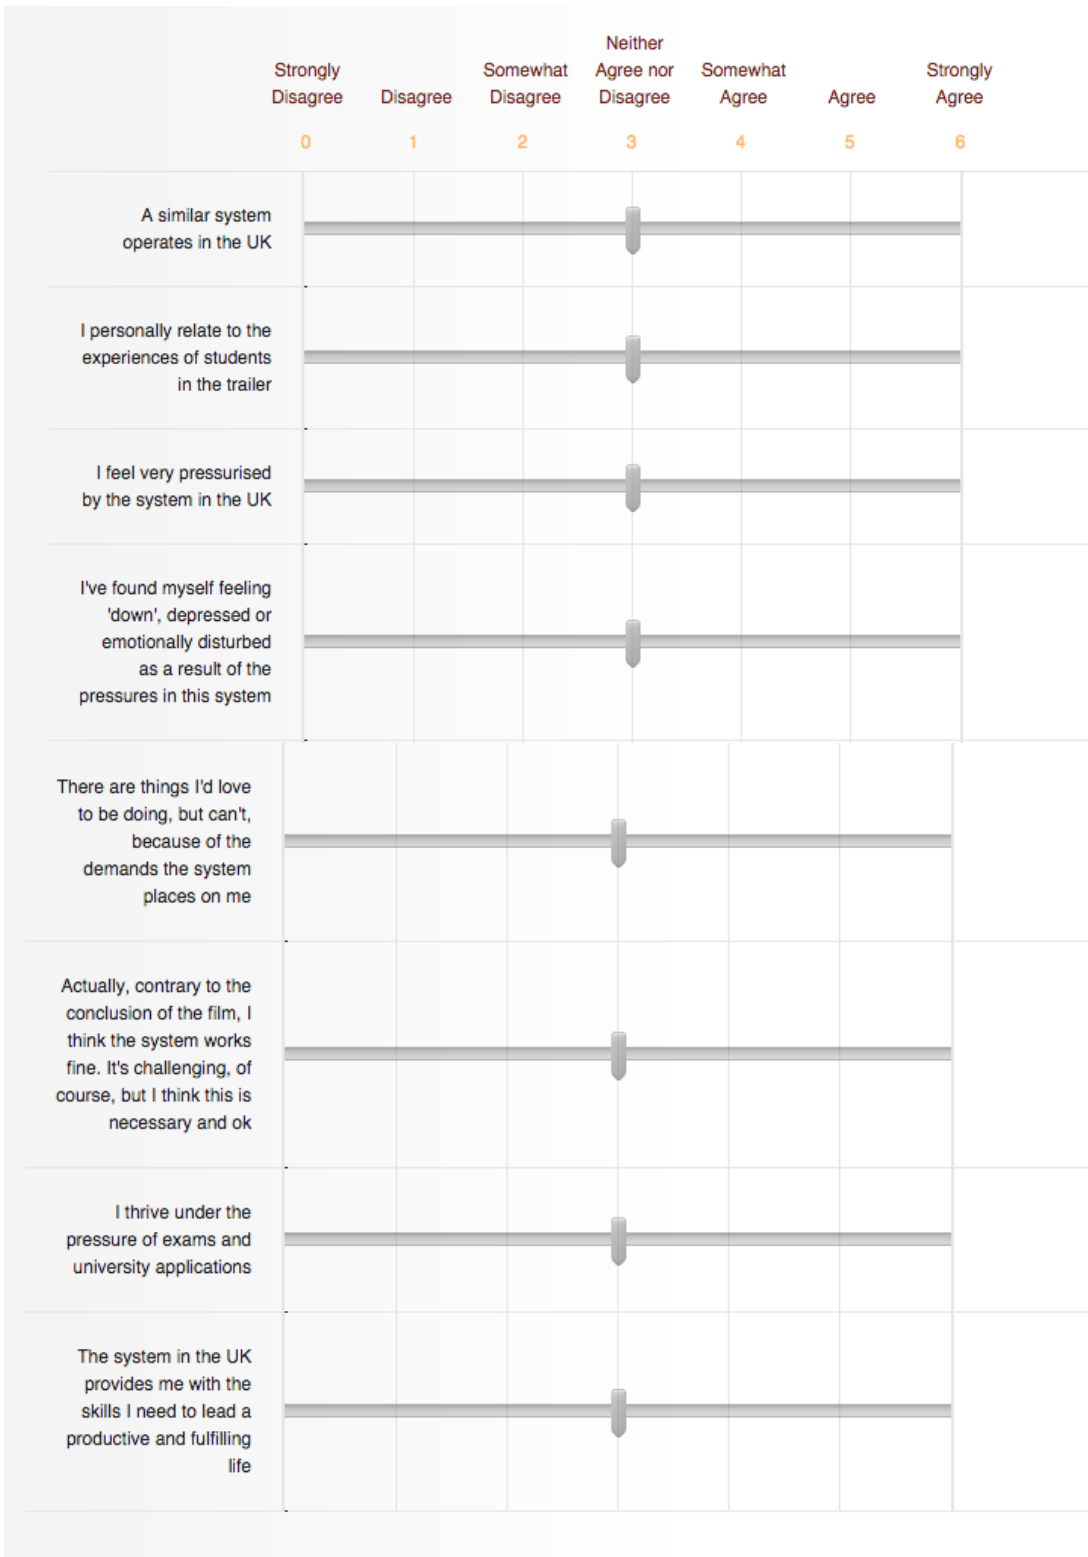 Strongly Disagree
Disagree
Somewhat Disagree
Neither Agree nor Disagree
Somewhat Agree
Agree
Strongly Agree
0 1 2 3 4 5 6
A similar system
operates in the UK
I personally relate to the
experiences of students
in the trailer
I feel very pressurised
by the system in the UK
I've found myself feeling
'down', depressed or
emotionally disturbed
as a result of the
pressures in this system
There are things I'd love
to be doing, but can't,
because of the
demands the system
places on me
Actually, contrary to the
conclusion of the film, I
think the system works
fine. It's challenging, of
course, but I think this is
necessary and ok
I thrive under the
pressure of exams and
university applications
The system in the UK
provides me with the
skills I need to lead a
productive and fulfilling
life